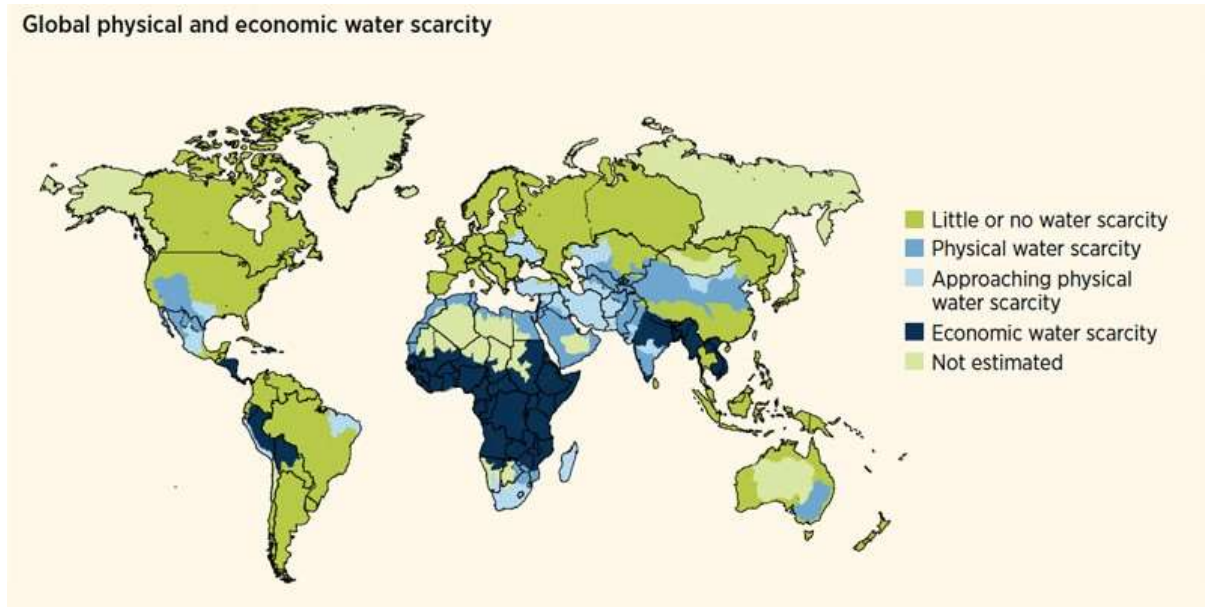 Global physical and economic water scarcity
Little or no water scarcity
Physical water scarcity
Approaching physical
water scarcity
Economic water scarcity
Not estimated